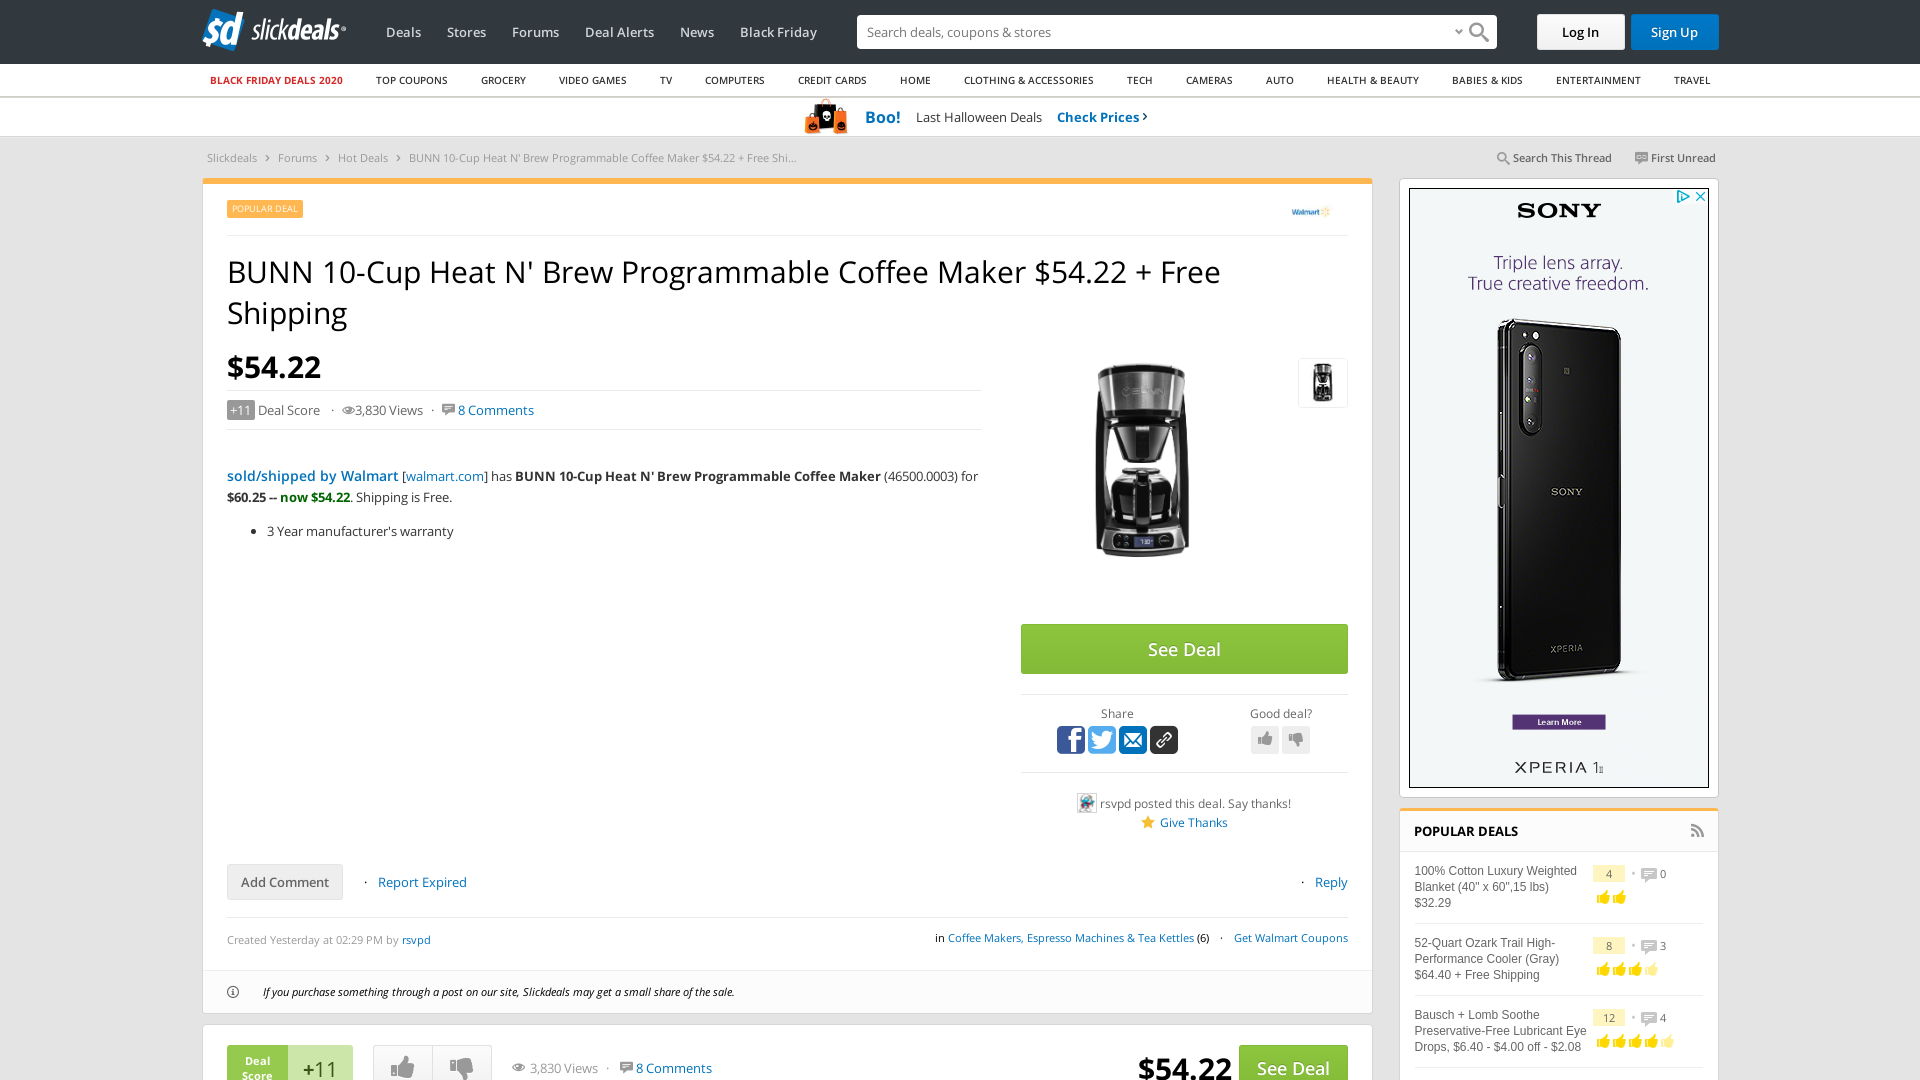 slickdeals
Deals
Stores
Forums
Deal Alerts
News
Black Friday
Search deals, coupons & stores
Log In
Sign Up
BLACK FRIDAY DEALS 2020
TOP COUPONS
GROCERY
VIDEO GAMES
TV
COMPUTERS
CREDIT CARDS
HOME
CLOTHING & ACCESSORIES
TECH
CAMERAS
AUTO
HEALTH & BEAUTY
BABIES & KIDS
ENTERTAINMENT
TRAVEL
Boo! Last Halloween Deals Check Prices ›
Slickdeals › Forums › Hot Deals › BUNN 10-Cup Heat N' Brew Programmable Coffee Maker $54.22 + Free Shi...
Search This Thread
First Unread
POPULAR DEAL
Walmart
BUNN 10-Cup Heat N' Brew Programmable Coffee Maker $54.22 + Free
Shipping
$54.22
+11 Deal Score · 3,830 Views · 8 Comments
sold/shipped by Walmart [walmart.com] has BUNN 10-Cup Heat N' Brew Programmable Coffee Maker (46500.0003) for
$60.25 -- now $54.22. Shipping is Free.
• 3 Year manufacturer's warranty
See Deal
Share
Good deal?
rsvpd posted this deal. Say thanks!
Give Thanks
Add Comment
· Report Expired
· Reply
Created Yesterday at 02:29 PM by rsvpd
in Coffee Makers, Espresso Machines & Tea Kettles (6) · Get Walmart Coupons
If you purchase something through a post on our site, Slickdeals may get a small share of the sale.
Deal
Score
+11
3,830 Views · 8 Comments
$54.22
See Deal
SONY
Triple lens array.
True creative freedom.
SONY
XPERIA
Learn More
XPERIA 1 II
POPULAR DEALS
100% Cotton Luxury Weighted
Blanket (40" x 60",15 lbs)
$32.29
4 • 0
52-Quart Ozark Trail High-
Performance Cooler (Gray)
$64.40 + Free Shipping
8 • 3
Bausch + Lomb Soothe
Preservative-Free Lubricant Eye
Drops, $6.40 - $4.00 off - $2.08
12 • 4